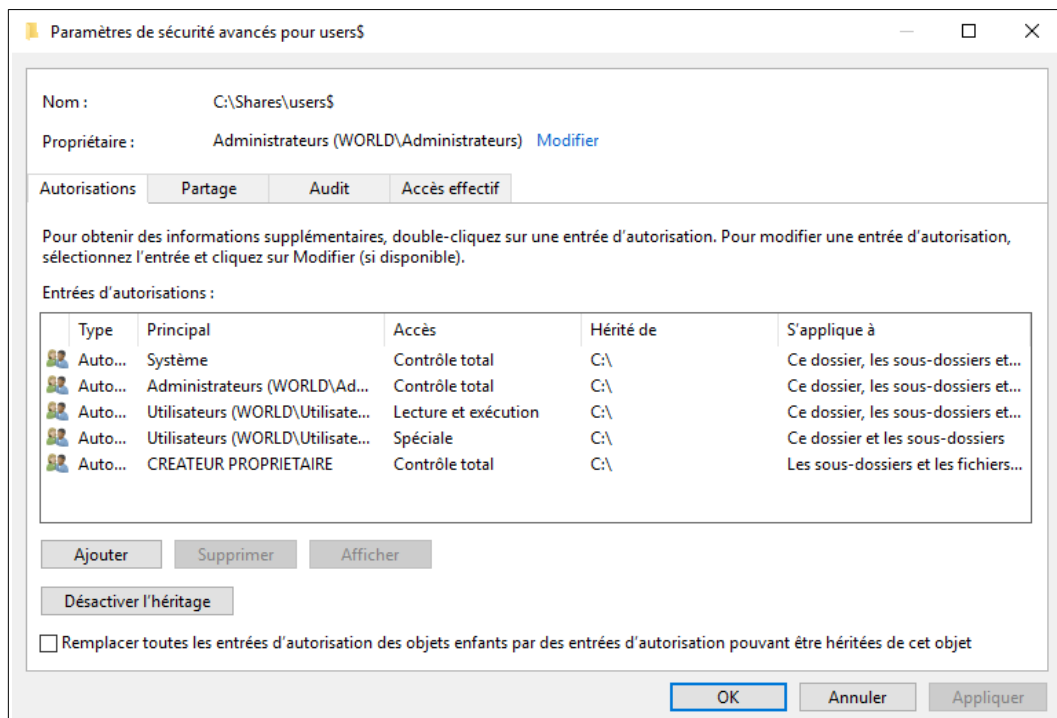 Paramètres de sécurité avancés pour users$
Nom :
C:\Shares\users$
Propriétaire :
Administrateurs (WORLD\Administrateurs) Modifier
Autorisations Partage Audit Accès effectif
Pour obtenir des informations supplémentaires, double-cliquez sur une entrée d’autorisation. Pour modifier une entrée d’autorisation,
sélectionnez l’entrée et cliquez sur Modifier (si disponible).
Entrées d’autorisations :
Type Principal Accès Hérité de S’applique à
Auto... Système Contrôle total C:\ Ce dossier, les sous-dossiers et...
Auto... Administrateurs (WORLD\Ad... Contrôle total C:\ Ce dossier, les sous-dossiers et...
Auto... Utilisateurs (WORLD\Utilisate... Lecture et exécution C:\ Ce dossier, les sous-dossiers et...
Auto... Utilisateurs (WORLD\Utilisate... Spéciale C:\ Ce dossier et les sous-dossiers
Auto... CREATEUR PROPRIETAIRE Contrôle total C:\ Les sous-dossiers et les fichiers...
Ajouter Supprimer Afficher
Désactiver l’héritage
Remplacer toutes les entrées d’autorisation des objets enfants par des entrées d’autorisation pouvant être héritées de cet objet
OK Annuler Appliquer